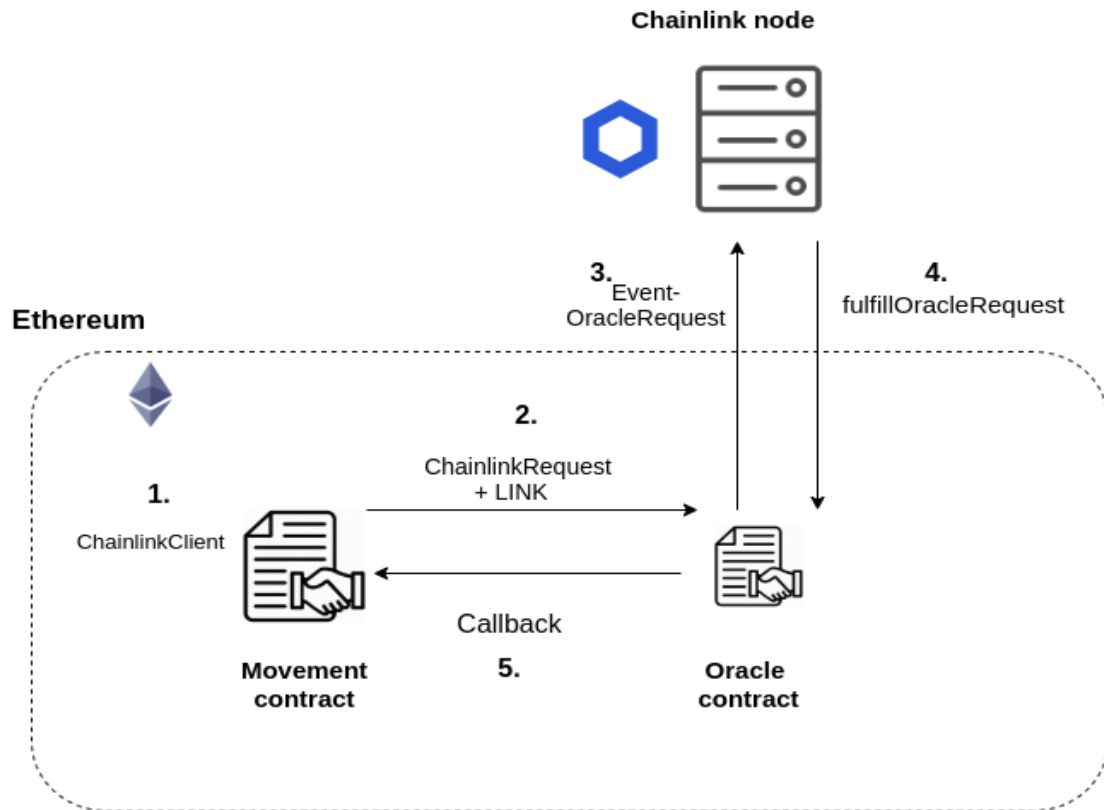 Chainlink node
3.
Event-
OracleRequest
4.
fulfillOracleRequest
Ethereum
2.
ChainlinkRequest
+ LINK
1.
ChainlinkClient
Callback
5.
Movement
contract
Oracle
contract